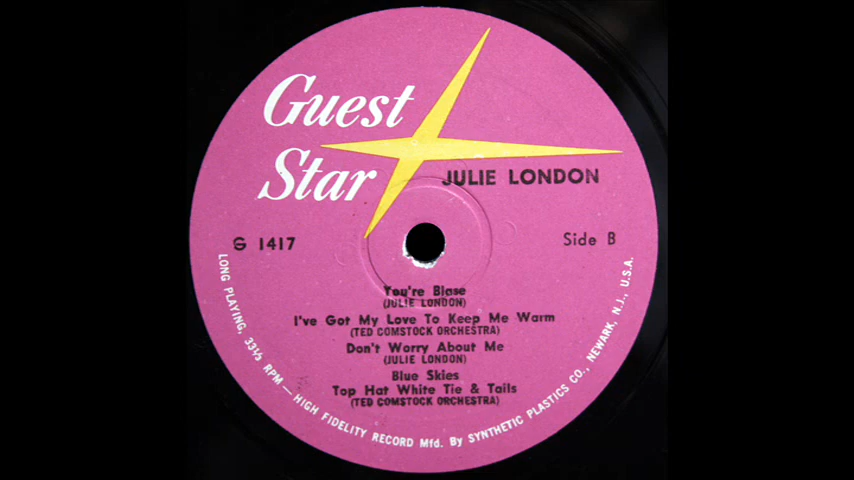 Guest
Star
JULIE LONDON
G 1417
Side B
You're Blase
(JULIE LONDON)
I've Got My Love To Keep Me Warm
(TED COMSTOCK ORCHESTRA)
Don't Worry About Me
(JULIE LONDON)
Blue Skies
Top Hat White Tie & Tails
(TED COMSTOCK ORCHESTRA)
LONG PLAYING, 33⅓ RPM — HIGH FIDELITY RECORD Mfd. By SYNTHETIC PLASTICS CO., NEWARK, N.J., U.S.A.